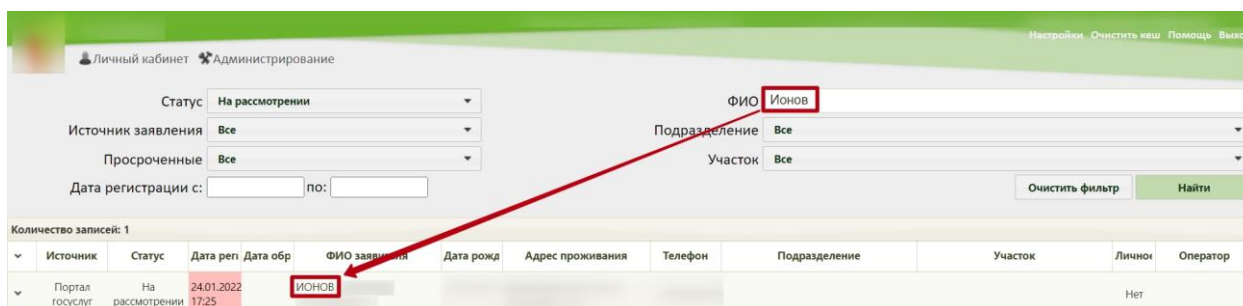 Настройки Очистить кеш Помощь Выхо
Личный кабинет Администрирование
Статус На рассмотрении ФИО Ионов
Источник заявления Все Подразделение Все
Просроченные Все Участок Все
Дата регистрации с: по: Очистить фильтр Найти
Количество записей: 1
Источник Статус Дата реги Дата обр ФИО заявителя Дата рожд Адрес проживания Телефон Подразделение Участок Личное Оператор
Портал На 24.01.2022 ИОНОВ Нет
госуслуг рассмотрении 17:25